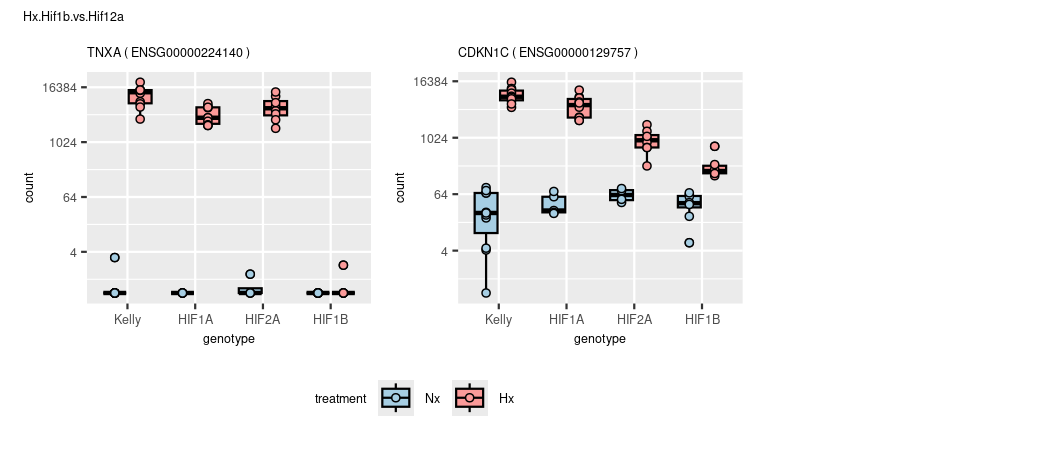 Hx.Hif1b.vs.Hif12a
TNXA ( ENSG00000224140 )
CDKN1C ( ENSG00000129757 )
16384
1024
64
4
count
Kelly HIF1A HIF2A HIF1B
genotype
16384
1024
64
4
count
Kelly HIF1A HIF2A HIF1B
genotype
treatment Nx Hx